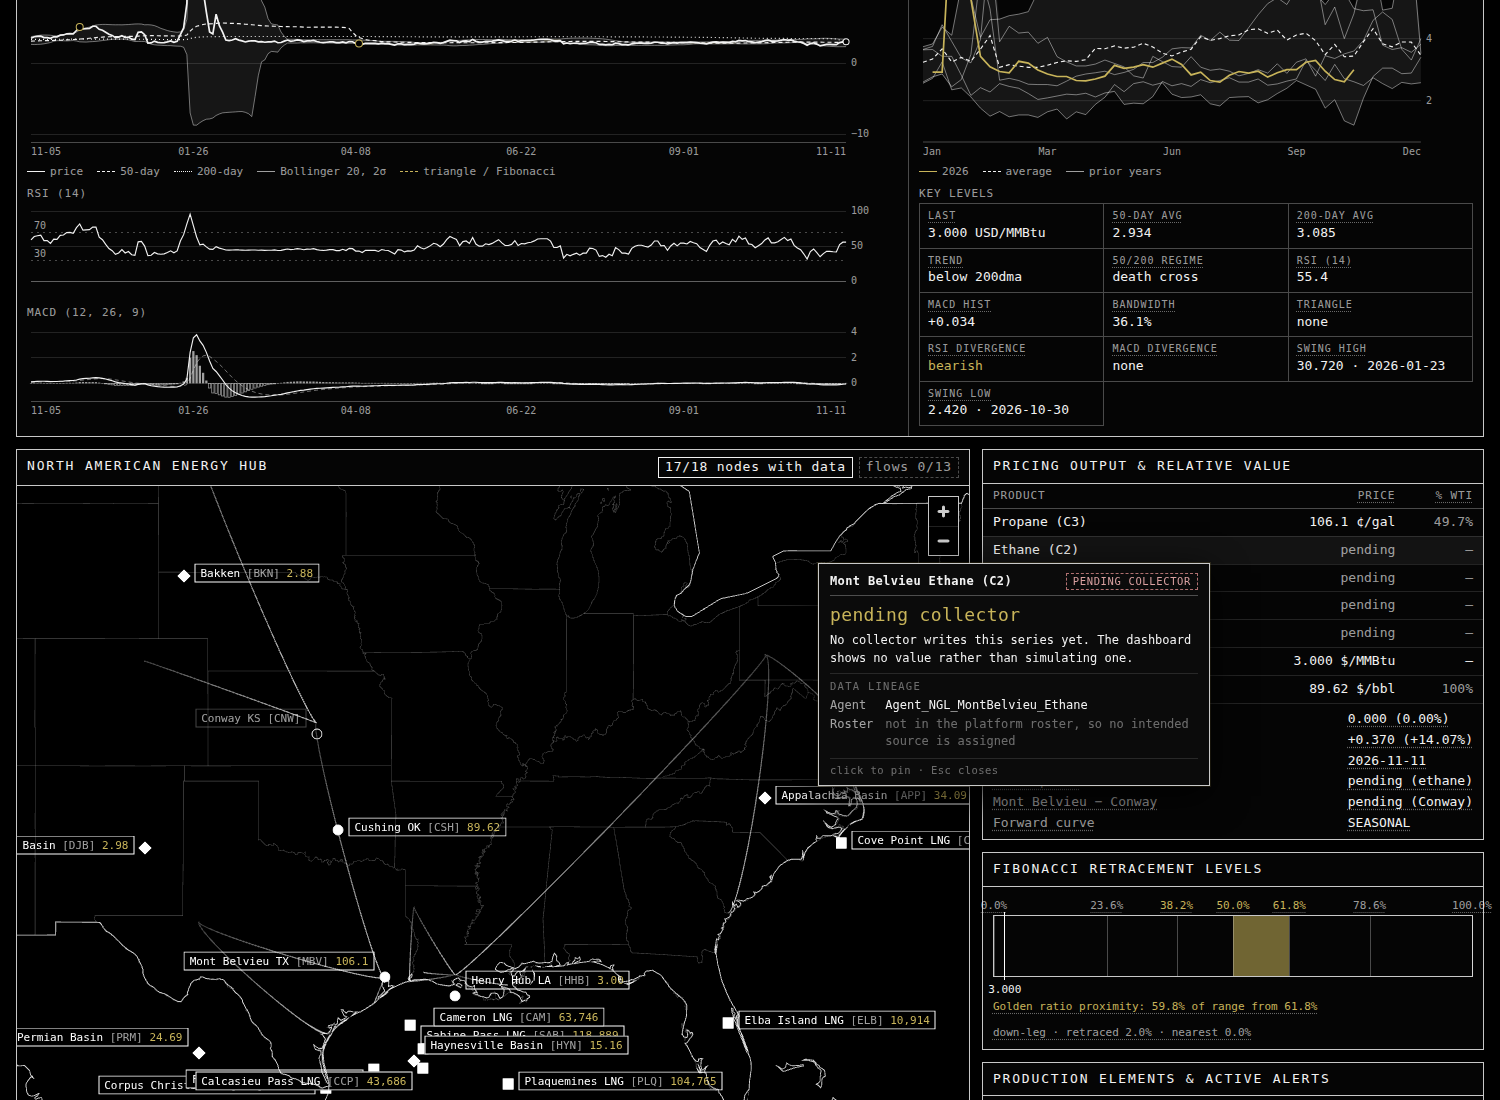 0
−10
11-05 01-26 04-08 06-22 09-01 11-11
price 50-day 200-day Bollinger 20, 2σ triangle / Fibonacci
RSI (14)
100
70
50
30
0
MACD (12, 26, 9)
4
2
0
11-05 01-26 04-08 06-22 09-01 11-11
4
2
Jan Mar Jun Sep Dec
2026 average prior years
KEY LEVELS
LAST 50-DAY AVG 200-DAY AVG
3.000 USD/MMBtu 2.934 3.085
TREND 50/200 REGIME RSI (14)
below 200dma death cross 55.4
MACD HIST BANDWIDTH TRIANGLE
+0.034 36.1% none
RSI DIVERGENCE MACD DIVERGENCE SWING HIGH
bearish none 30.720 · 2026-01-23
SWING LOW
2.420 · 2026-10-30
NORTH AMERICAN ENERGY HUB
17/18 nodes with data flows 0/13
+
−
Bakken [BKN] 2.88
Conway KS [CNW]
Cushing OK [CSH] 89.62
Basin [DJB] 2.98
Appalachia Basin [APP] 34.09
Cove Point LNG [C
Mont Belvieu TX [MBV] 106.1
Henry Hub LA [HHB] 3.00
Cameron LNG [CAM] 63,746
Sabine Pass LNG [SAB] 118,889
Haynesville Basin [HYN] 15.16
Elba Island LNG [ELB] 10,914
Permian Basin [PRM] 24.69
Corpus Chris
Calcasieu Pass LNG [CCP] 43,686
Plaquemines LNG [PLQ] 104,765
PRICING OUTPUT & RELATIVE VALUE
PRODUCT PRICE % WTI
Propane (C3) 106.1 ¢/gal 49.7%
Ethane (C2) pending —
pending —
pending —
pending —
3.000 $/MMBtu —
89.62 $/bbl 100%
0.000 (0.00%)
+0.370 (+14.07%)
2026-11-11
pending (ethane)
Mont Belvieu − Conway pending (Conway)
Forward curve SEASONAL
Mont Belvieu Ethane (C2) PENDING COLLECTOR
pending collector
No collector writes this series yet. The dashboard
shows no value rather than simulating one.
DATA LINEAGE
Agent Agent_NGL_MontBelvieu_Ethane
Roster not in the platform roster, so no intended
source is assigned
click to pin · Esc closes
FIBONACCI RETRACEMENT LEVELS
0.0% 23.6% 38.2% 50.0% 61.8% 78.6% 100.0%
3.000
Golden ratio proximity: 59.8% of range from 61.8%
down-leg · retraced 2.0% · nearest 0.0%
PRODUCTION ELEMENTS & ACTIVE ALERTS